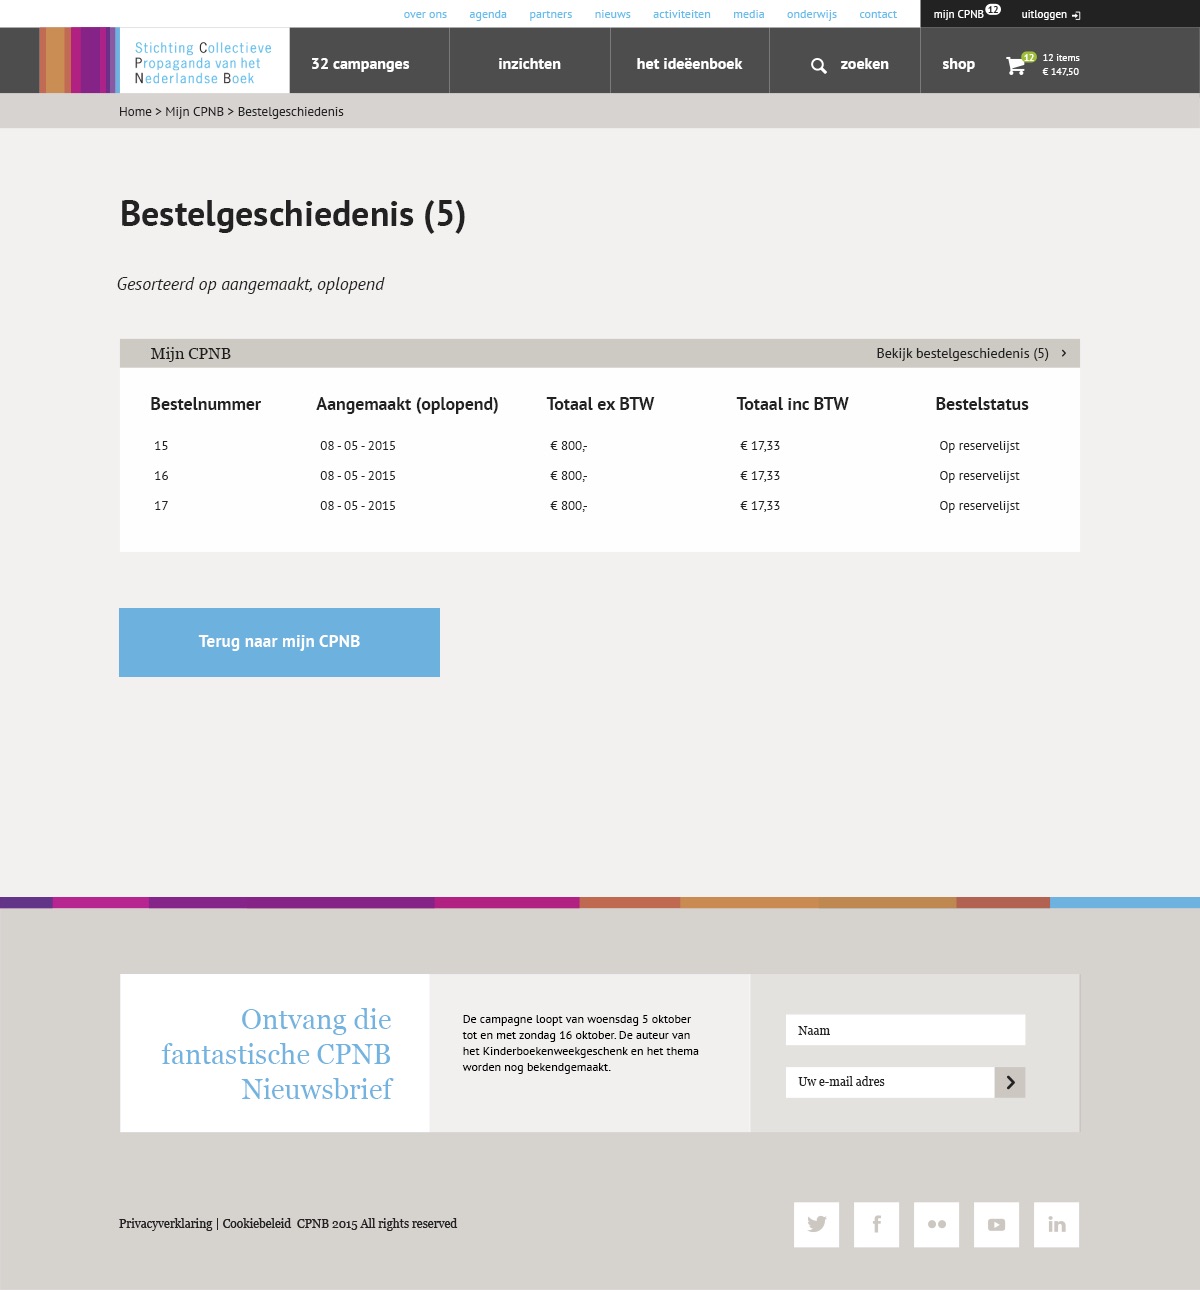 over ons agenda partners nieuws activiteiten media onderwijs contact mijn CPNB 12 uitloggen
Stichting Collectieve
Propaganda van het
Nederlandse Boek
32 campanges inzichten het ideëenboek zoeken shop 12 12 items
€ 147,50
Home > Mijn CPNB > Bestelgeschiedenis
Bestelgeschiedenis (5)
Gesorteerd op aangemaakt, oplopend
Mijn CPNB Bekijk bestelgeschiedenis (5) >
Bestelnummer Aangemaakt (oplopend) Totaal ex BTW Totaal inc BTW Bestelstatus
15 08 - 05 - 2015 € 800,- € 17,33 Op reservelijst
16 08 - 05 - 2015 € 800,- € 17,33 Op reservelijst
17 08 - 05 - 2015 € 800,- € 17,33 Op reservelijst
Terug naar mijn CPNB
Ontvang die
fantastische CPNB
Nieuwsbrief
De campagne loopt van woensdag 5 oktober
tot en met zondag 16 oktober. De auteur van
het Kinderboekenweekgeschenk en het thema
worden nog bekendgemaakt.
Naam
Uw e-mail adres
Privacyverklaring | Cookiebeleid CPNB 2015 All rights reserved